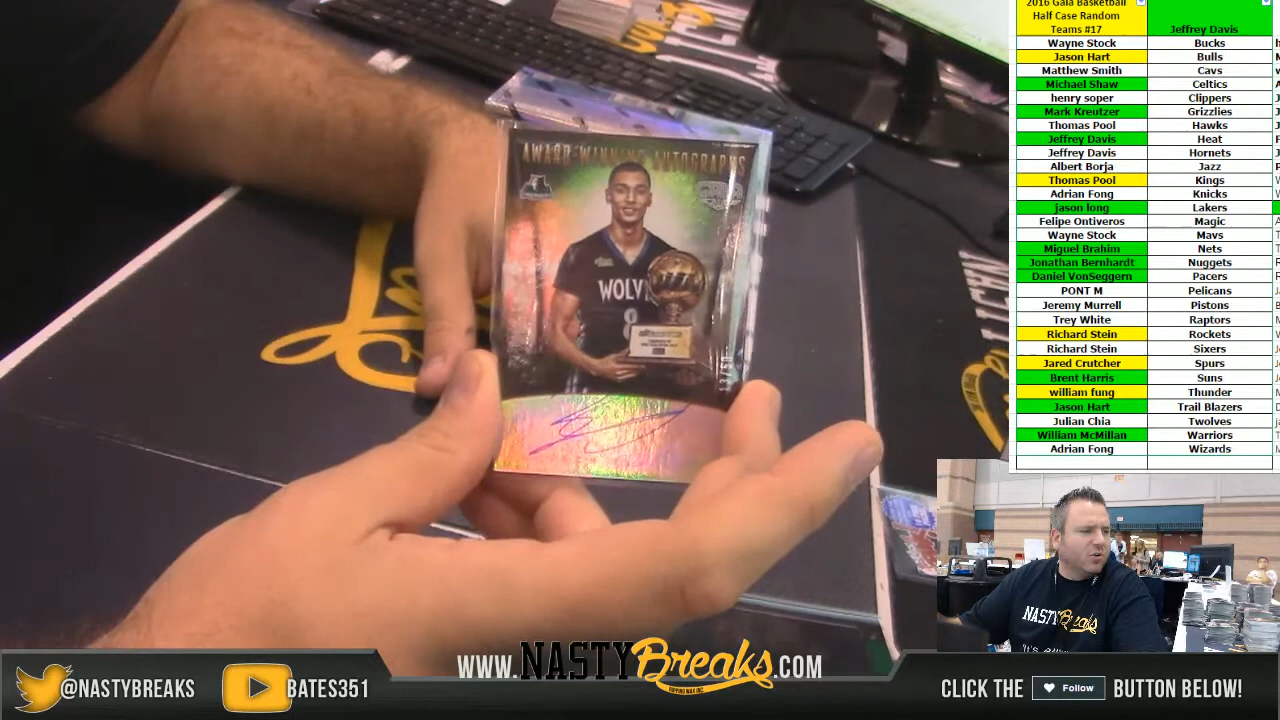 2016 Gala Basketball
Half Case Random
Teams #17
Jeffrey Davis
Wayne Stock Bucks
Jason Hart Bulls
Matthew Smith Cavs
Michael Shaw Celtics
henry soper Clippers
Mark Kreutzer Grizzlies
Thomas Pool Hawks
Jeffrey Davis Heat
Jeffrey Davis Hornets
Albert Borja Jazz
Thomas Pool Kings
Adrian Fong Knicks
jason long Lakers
Felipe Ontiveros Magic
Wayne Stock Mavs
Miguel Brahim Nets
Jonathan Bernhardt Nuggets
Daniel VonSeggern Pacers
PONT M Pelicans
Jeremy Murrell Pistons
Trey White Raptors
Richard Stein Rockets
Richard Stein Sixers
Jared Crutcher Spurs
Brent Harris Suns
william fung Thunder
Jason Hart Trail Blazers
Julian Chia Twolves
William McMillan Warriors
Adrian Fong Wizards
AWARD-WINNING AUTOGRAPHS
WOLV
8
EXIT
NASTY Breaks
@NASTYBREAKS
BATES351
WWW.NASTYBreaks.COM
RIPPING WAX INC.
CLICK THE Follow BUTTON BELOW!